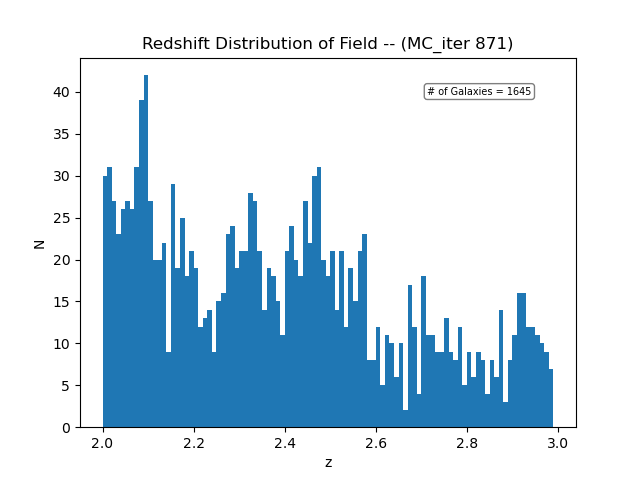 Redshift Distribution of Field -- (MC_iter 871)
# of Galaxies = 1645
40
35
30
25
20
15
10
5
0
N
2.0 2.2 2.4 2.6 2.8 3.0
z